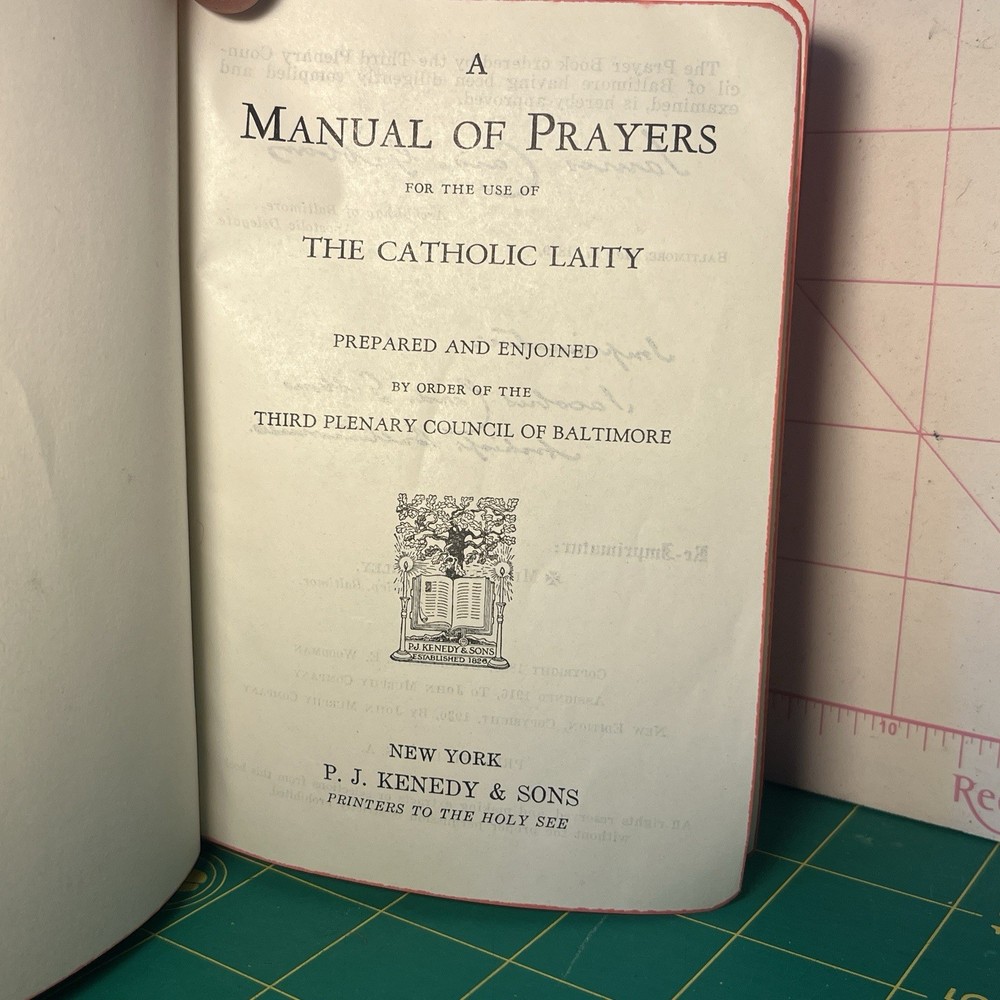 A
MANUAL OF PRAYERS
FOR THE USE OF
THE CATHOLIC LAITY
PREPARED AND ENJOINED
BY ORDER OF THE
THIRD PLENARY COUNCIL OF BALTIMORE
P.J. KENEDY & SONS
ESTABLISHED 1826
NEW YORK
P. J. KENEDY & SONS
PRINTERS TO THE HOLY SEE
10
Re